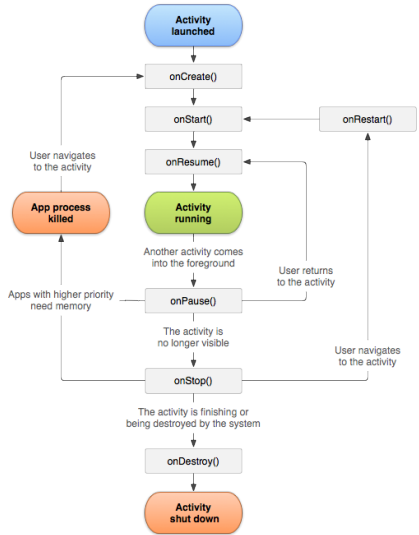 Activity
launched
onCreate()
onStart()
onRestart()
User navigates
to the activity
onResume()
App process
killed
Activity
running
Another activity comes
into the foreground
User returns
to the activity
Apps with higher priority
need memory
onPause()
The activity is
no longer visible
User navigates
to the activity
onStop()
The activity is finishing or
being destroyed by the system
onDestroy()
Activity
shut down